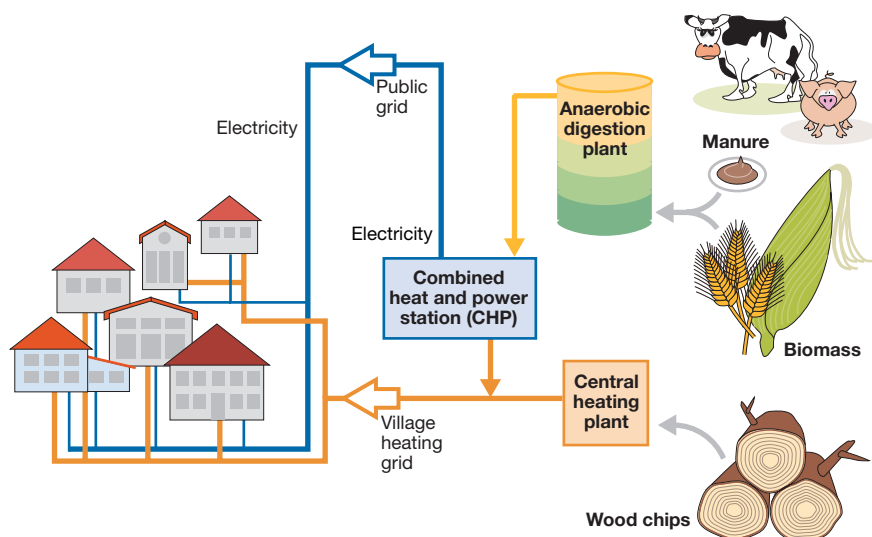 Public
grid
Electricity
Anaerobic
digestion
plant
Manure
Electricity
Combined
heat and power
station (CHP)
Biomass
Central
heating
plant
Village
heating
grid
Wood chips